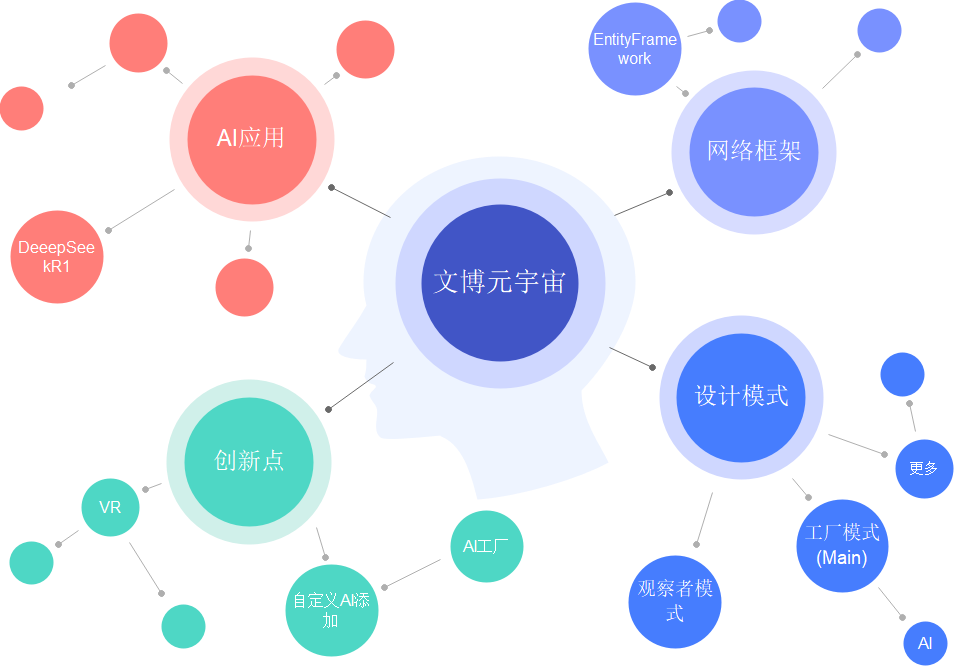 EntityFrame
work
AI应用
网络框架
DeeepSee
kR1
文博元宇宙
设计模式
创新点
更多
VR
工厂模式
(Main)
AI工厂
观察者模
式
自定义AI添
加
AI